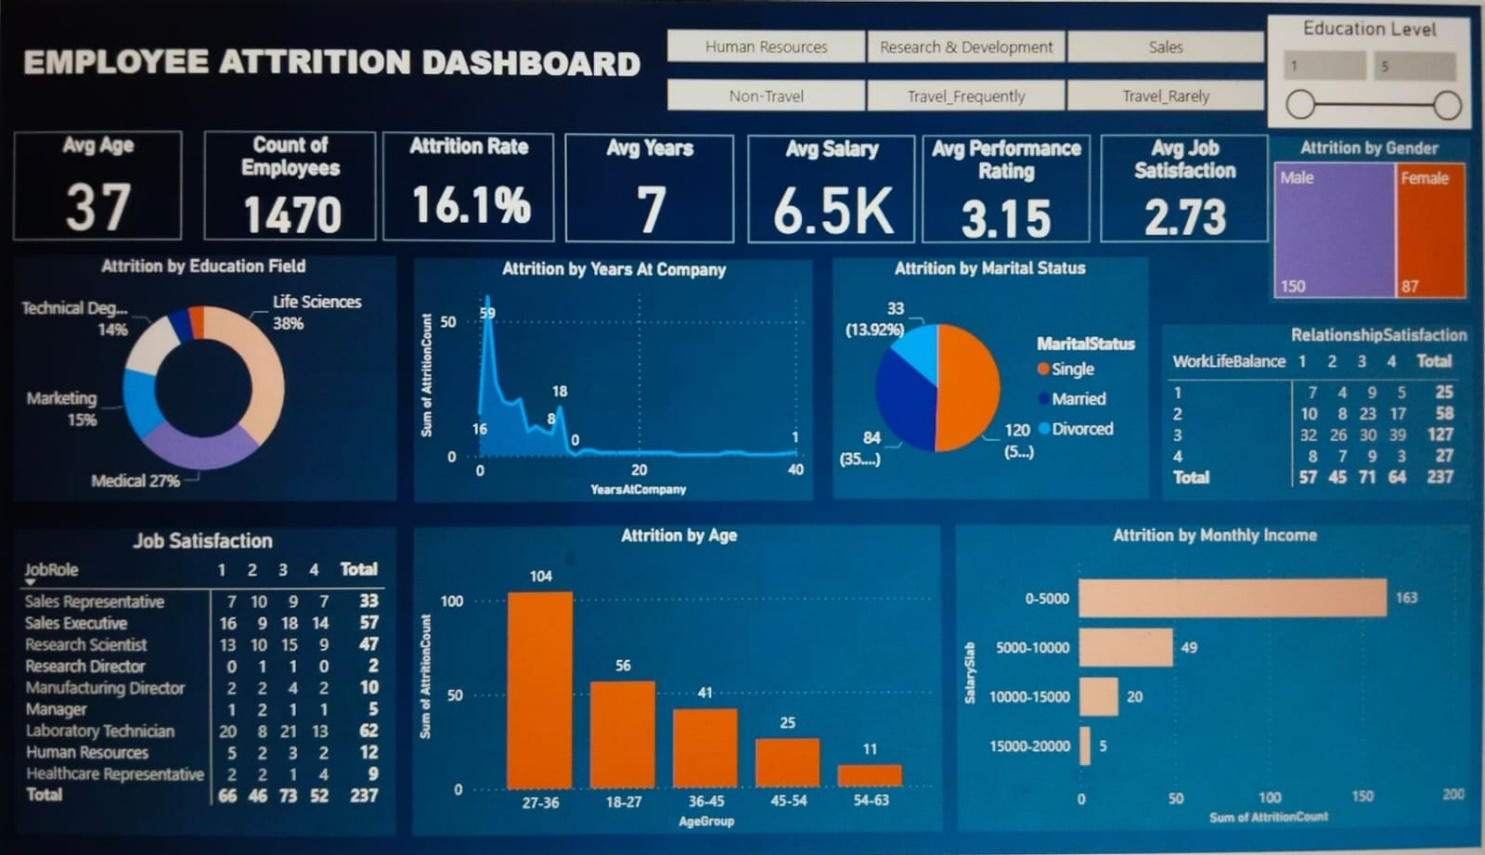 EMPLOYEE ATTRITION DASHBOARD
Human Resources
Research & Development
Sales
Non-Travel
Travel_Frequently
Travel_Rarely
Education Level
1
5
Avg Age
37
Count of
Employees
1470
Attrition Rate
16.1%
Avg Years
7
Avg Salary
6.5K
Avg Performance
Rating
3.15
Avg Job
Satisfaction
2.73
Attrition by Gender
Male
Female
150
87
Attrition by Education Field
Technical Deg...
14%
Life Sciences
38%
Marketing
15%
Medical 27%
Attrition by Years At Company
Sum of AttritionCount
50
0
59
16
18
8
0
1
0
20
40
YearsAtCompany
Attrition by Marital Status
33
(13.92%)
84
(35....)
120
(5...)
MaritalStatus
Single
Married
Divorced
RelationshipSatisfaction
WorkLifeBalance 1 2 3 4 Total
1 7 4 9 5 25
2 10 8 23 17 58
3 32 26 30 39 127
4 8 7 9 3 27
Total 57 45 71 64 237
Job Satisfaction
JobRole 1 2 3 4 Total
Sales Representative 7 10 9 7 33
Sales Executive 16 9 18 14 57
Research Scientist 13 10 15 9 47
Research Director 0 1 1 0 2
Manufacturing Director 2 2 4 2 10
Manager 1 2 1 1 5
Laboratory Technician 20 8 21 13 62
Human Resources 5 2 3 2 12
Healthcare Representative 2 2 1 4 9
Total 66 46 73 52 237
Attrition by Age
Sum of AttritionCount
100
50
0
104
56
41
25
11
27-36
18-27
36-45
45-54
54-63
AgeGroup
Attrition by Monthly Income
SalarySlab
0-5000
163
5000-10000
49
10000-15000
20
15000-20000
5
0
50
100
150
200
Sum of AttritionCount